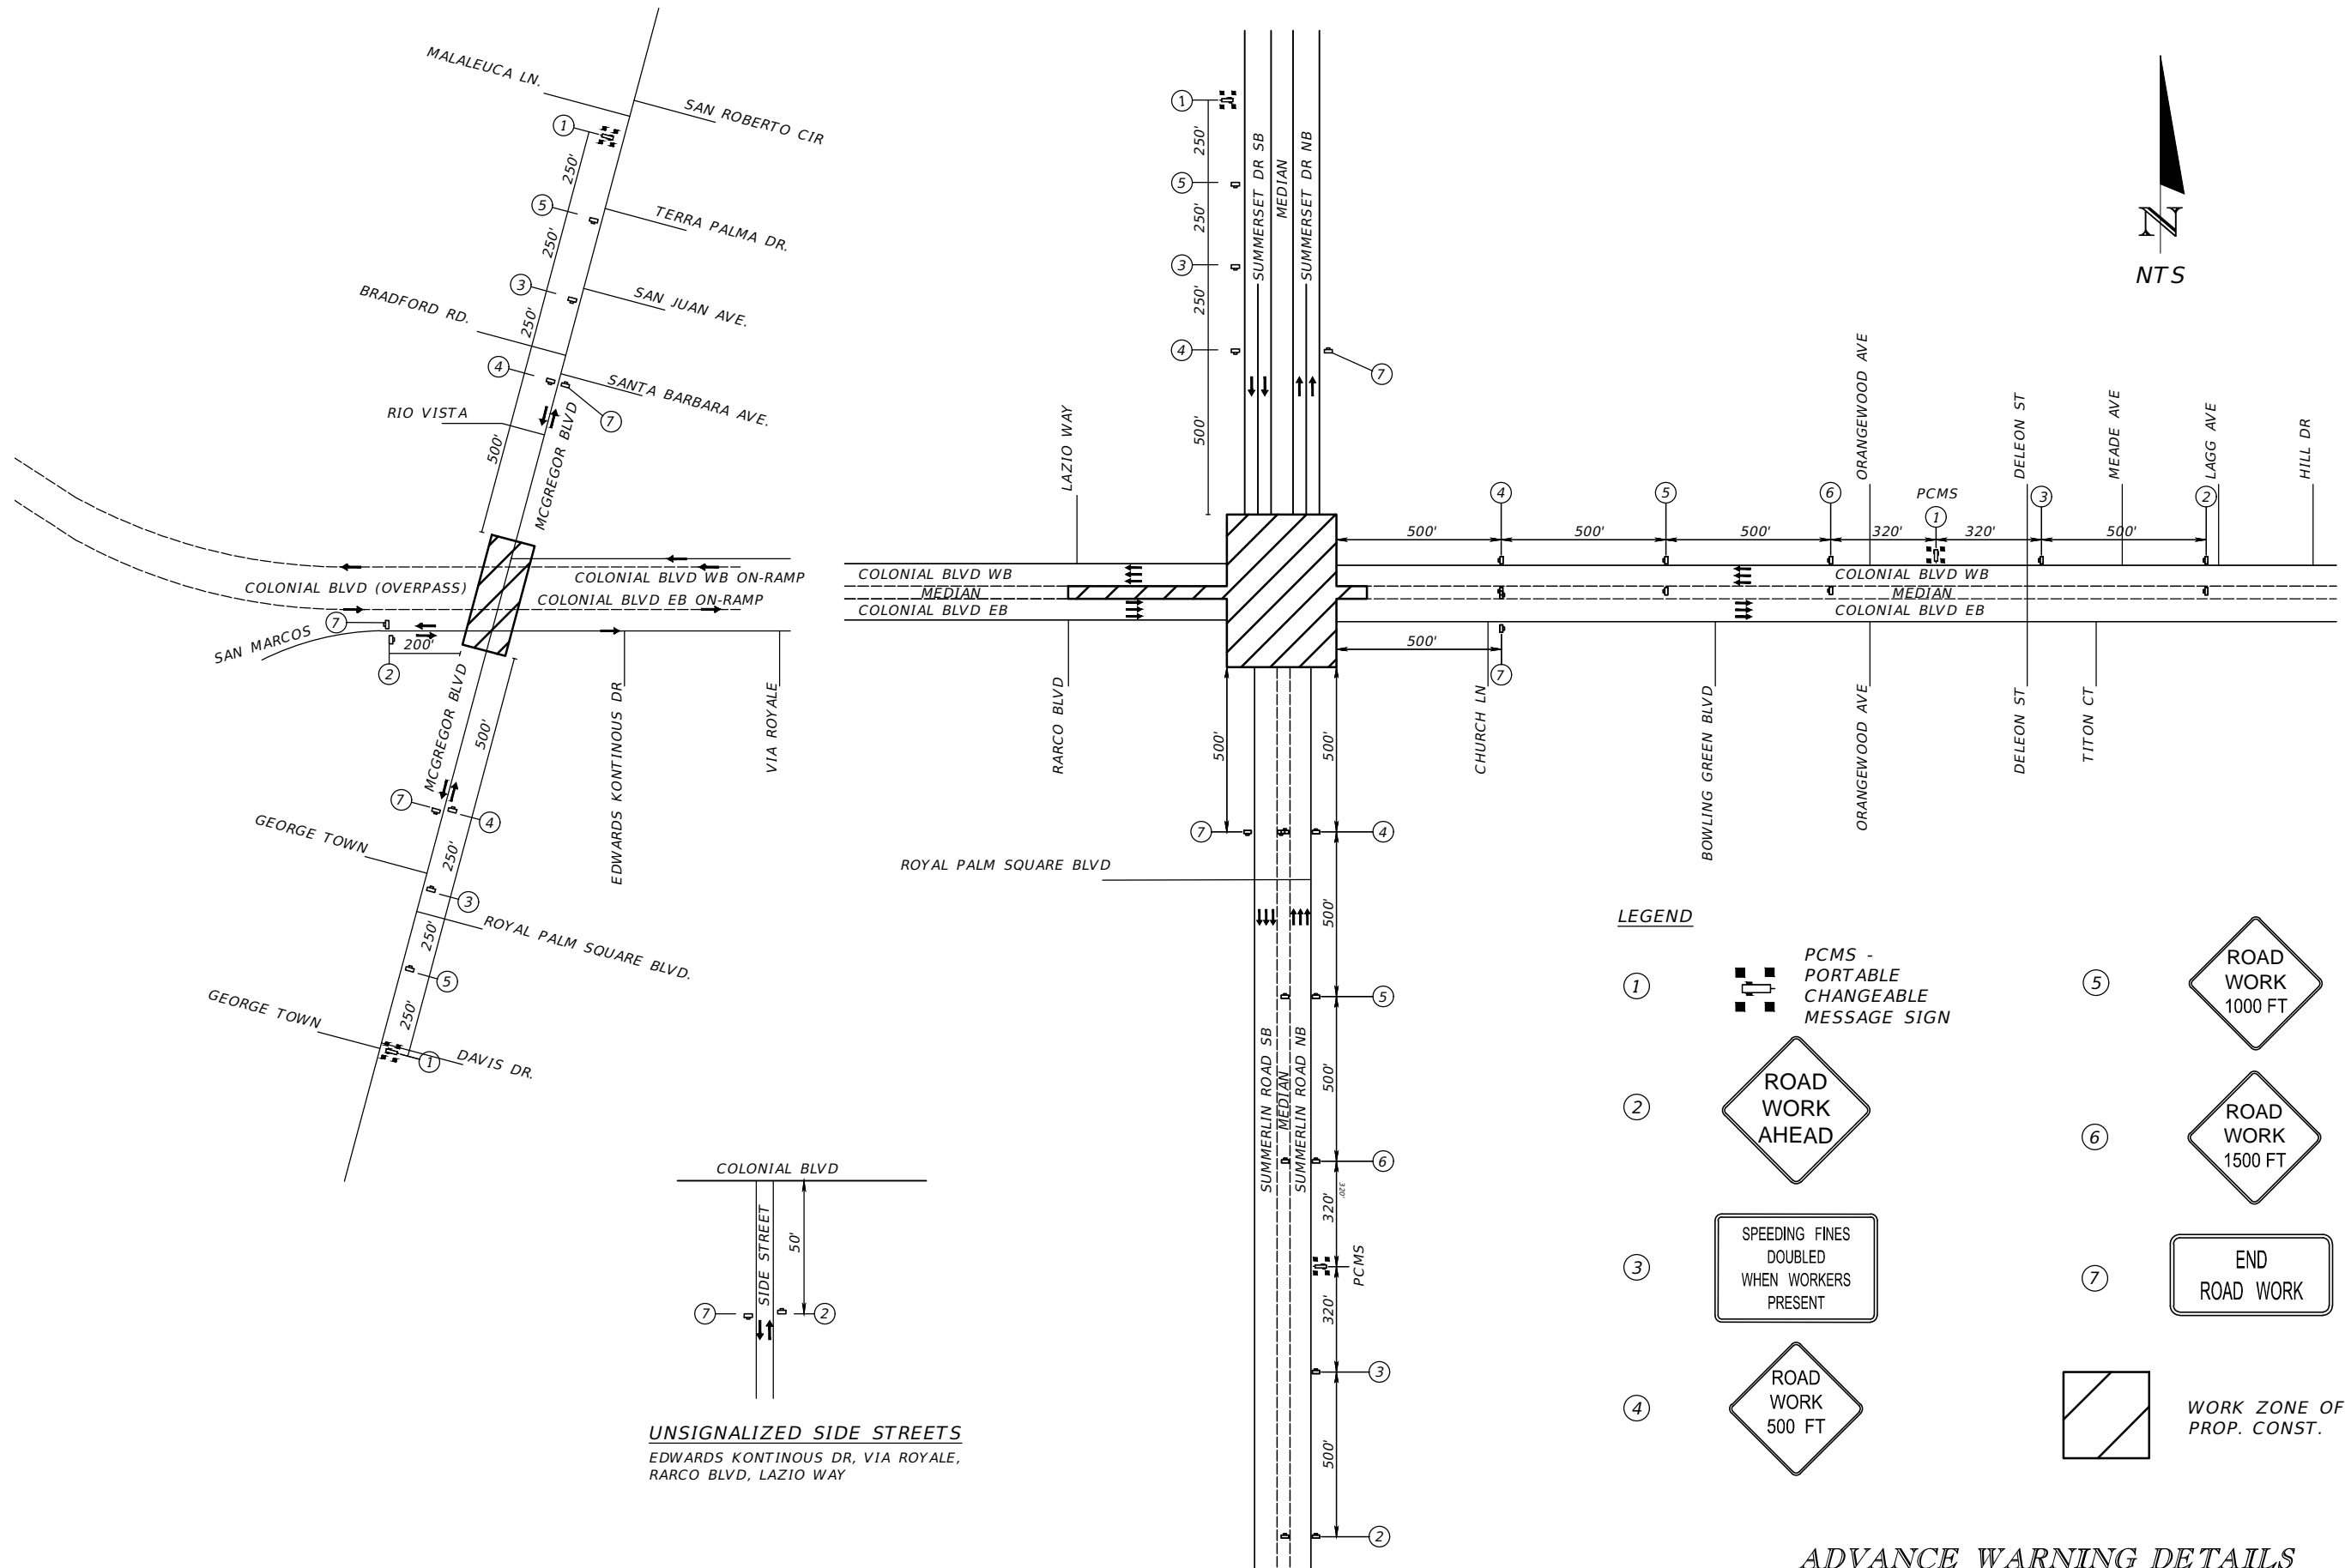 MALALEUCA LN.
SAN ROBERTO CIR
1
250'
5
TERRA PALMA DR.
250'
3
SAN JUAN AVE.
BRADFORD RD.
250'
4
SANTA BARBARA AVE.
RIO VISTA
7
500'
MCGREGOR BLVD
COLONIAL BLVD WB ON-RAMP
COLONIAL BLVD (OVERPASS)
COLONIAL BLVD EB ON-RAMP
7
SAN MARCOS
200'
2
MCGREGOR BLVD
500'
EDWARDS KONTINOUS DR
VIA ROYALE
7
4
GEORGE TOWN
250'
3
ROYAL PALM SQUARE BLVD.
250'
5
GEORGE TOWN
250'
1
DAVIS DR.
COLONIAL BLVD
SIDE STREET
50'
7
2
UNSIGNALIZED SIDE STREETS
EDWARDS KONTINOUS DR, VIA ROYALE,
RARCO BLVD, LAZIO WAY
1
250'
5
250'
3
250'
4
500'
SUMMERSET DR SB
MEDIAN
SUMMERSET DR NB
7
LAZIO WAY
COLONIAL BLVD WB
MEDIAN
COLONIAL BLVD EB
RARCO BLVD
4
5
6
PCMS
1
3
2
500'
500'
500'
320'
320'
500'
ORANGEWOOD AVE
DELEON ST
MEADE AVE
LAGG AVE
HILL DR
COLONIAL BLVD WB
MEDIAN
COLONIAL BLVD EB
500'
7
CHURCH LN
BOWLING GREEN BLVD
ORANGEWOOD AVE
DELEON ST
TITON CT
500'
500'
7
4
ROYAL PALM SQUARE BLVD
500'
5
500'
SUMMERLIN ROAD SB
MEDIAN
SUMMERLIN ROAD NB
6
320'
320'
PCMS
320'
3
500'
2
N
NTS
LEGEND
1
PCMS -
PORTABLE
CHANGEABLE
MESSAGE SIGN
2
ROAD
WORK
AHEAD
3
SPEEDING FINES
DOUBLED
WHEN WORKERS
PRESENT
4
ROAD
WORK
500 FT
5
ROAD
WORK
1000 FT
6
ROAD
WORK
1500 FT
7
END
ROAD WORK
WORK ZONE OF
PROP. CONST.
ADVANCE WARNING DETAILS